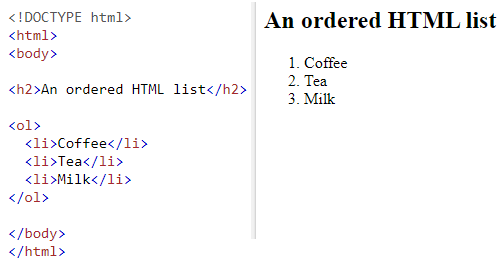 <!DOCTYPE html>
<html>
<body>
<h2>An ordered HTML list</h2>
<ol>
  <li>Coffee</li>
  <li>Tea</li>
  <li>Milk</li>
</ol>
</body>
</html>
An ordered HTML list
1. Coffee
2. Tea
3. Milk